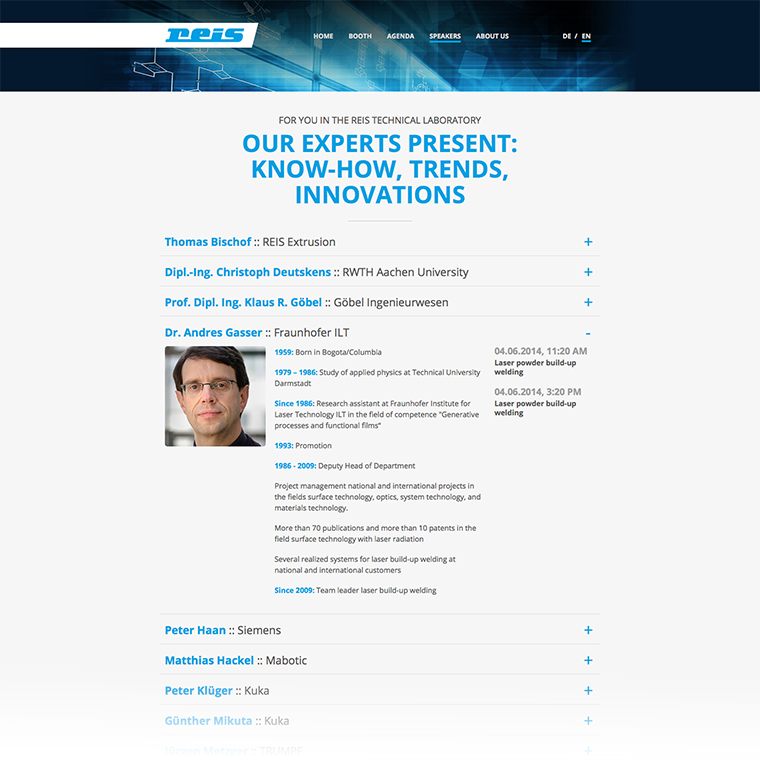 reis
HOME BOOTH AGENDA SPEAKERS ABOUT US DE / EN
FOR YOU IN THE REIS TECHNICAL LABORATORY
OUR EXPERTS PRESENT:
KNOW-HOW, TRENDS,
INNOVATIONS
Thomas Bischof :: REIS Extrusion +
Dipl.-Ing. Christoph Deutskens :: RWTH Aachen University +
Prof. Dipl. Ing. Klaus R. Göbel :: Göbel Ingenieurwesen +
Dr. Andres Gasser :: Fraunhofer ILT -
1959: Born in Bogota/Columbia
1979 – 1986: Study of applied physics at Technical University
Darmstadt
Since 1986: Research assistant at Fraunhofer Institute for
Laser Technology ILT in the field of competence "Generative
processes and functional films"
1993: Promotion
1986 - 2009: Deputy Head of Department
Project management national and international projects in
the fields surface technology, optics, system technology, and
materials technology.
More than 70 publications and more than 10 patents in the
field surface technology with laser radiation
Several realized systems for laser build-up welding at
national and international customers
Since 2009: Team leader laser build-up welding
04.06.2014, 11:20 AM
Laser powder build-up
welding
04.06.2014, 3:20 PM
Laser powder build-up
welding
Peter Haan :: Siemens +
Matthias Hackel :: Mabotic +
Peter Klüger :: Kuka +
Günther Mikuta :: Kuka +
:: TRUMPF +